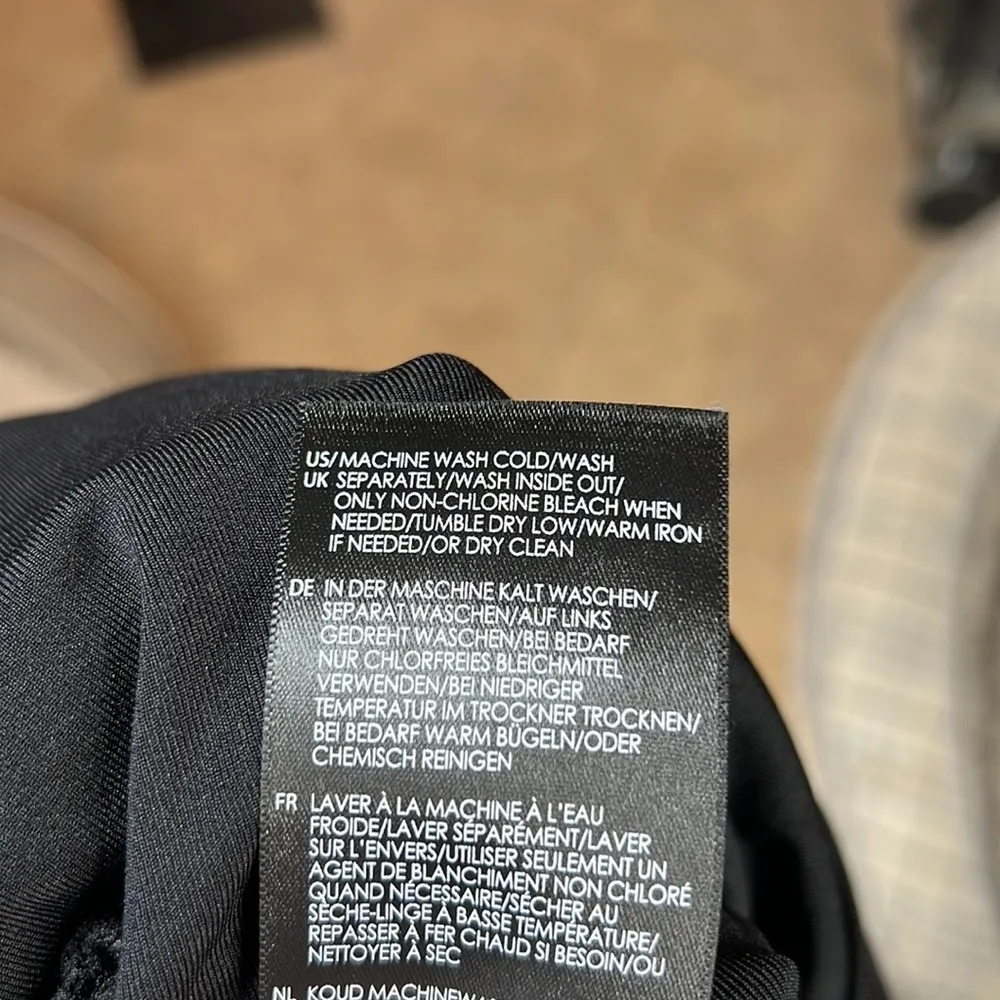 US/ MACHINE WASH COLD/WASH
UK SEPARATELY/WASH INSIDE OUT/
ONLY NON-CHLORINE BLEACH WHEN
NEEDED/TUMBLE DRY LOW/WARM IRON
IF NEEDED/OR DRY CLEAN
DE IN DER MASCHINE KALT WASCHEN/
SEPARAT WASCHEN/AUF LINKS
GEDREHT WASCHEN/BEI BEDARF
NUR CHLORFREIES BLEICHMITTEL
VERWENDEN/BEI NIEDRIGER
TEMPERATUR IM TROCKNER TROCKNEN/
BEI BEDARF WARM BÜGELN/ODER
CHEMISCH REINIGEN
FR LAVER À LA MACHINE À L'EAU
FROIDE/LAVER SÉPARÉMENT/LAVER
SUR L'ENVERS/UTILISER SEULEMENT UN
AGENT DE BLANCHIMENT NON CHLORÉ
QUAND NÉCESSAIRE/SÉCHER AU
SÈCHE-LINGE À BASSE TEMPÉRATURE/
REPASSER À FER CHAUD SI BESOIN/OU
NETTOYER À SEC
NL KOUD